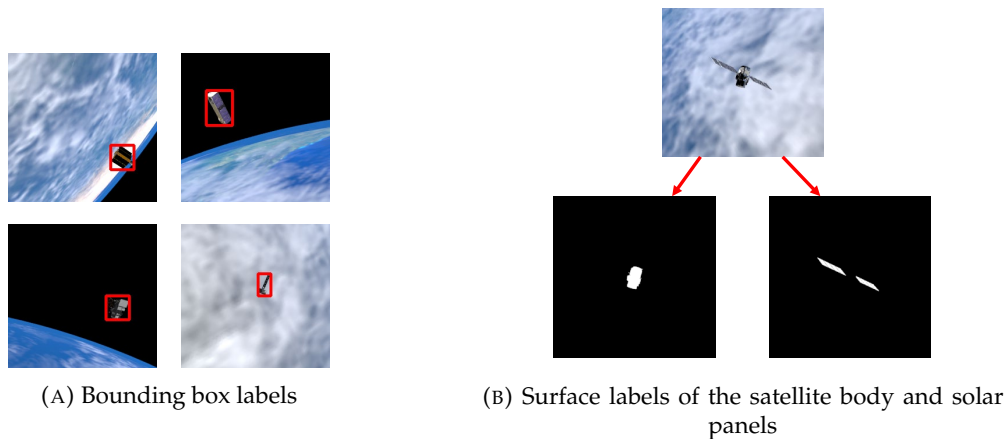 (A) Bounding box labels
(B) Surface labels of the satellite body and solar
panels